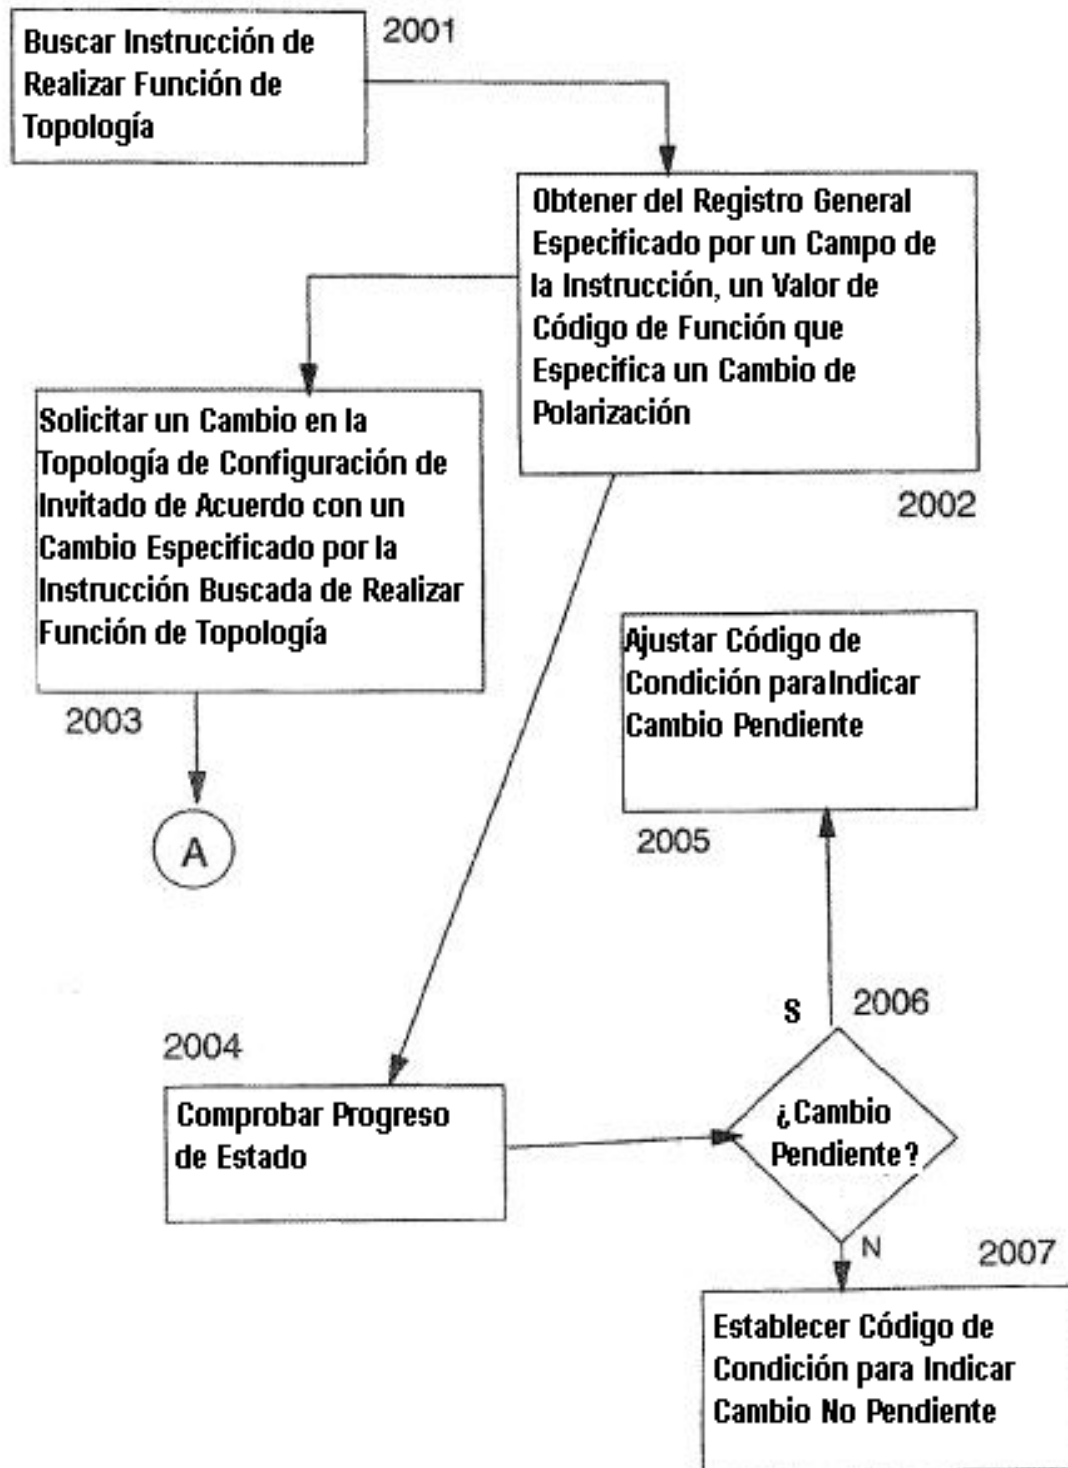 2001
Buscar Instrucción de
Realizar Función de
Topología
Obtener del Registro General
Especificado por un Campo de
la Instrucción, un Valor de
Código de Función que
Especifica un Cambio de
Polarización
2002
Solicitar un Cambio en la
Topología de Configuración de
Invitado de Acuerdo con un
Cambio Especificado por la
Instrucción Buscada de Realizar
Función de Topología
2003
A
Ajustar Código de
Condición paraIndicar
Cambio Pendiente
2005
2004
Comprobar Progreso
de Estado
S
2006
¿Cambio
Pendiente?
N
2007
Establecer Código de
Condición para Indicar
Cambio No Pendiente